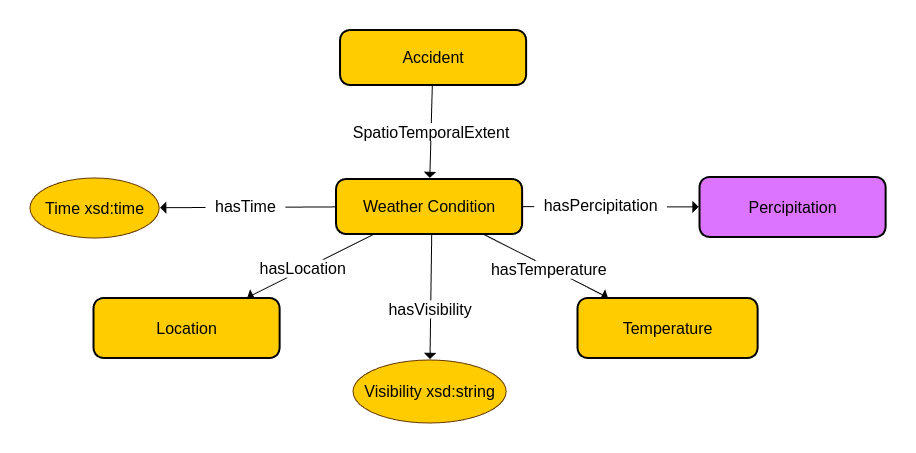 Accident
SpatioTemporalExtent
Time xsd:time
hasTime
Weather Condition
hasPercipitation
Percipitation
hasLocation
hasTemperature
hasVisibility
Location
Temperature
Visibility xsd:string